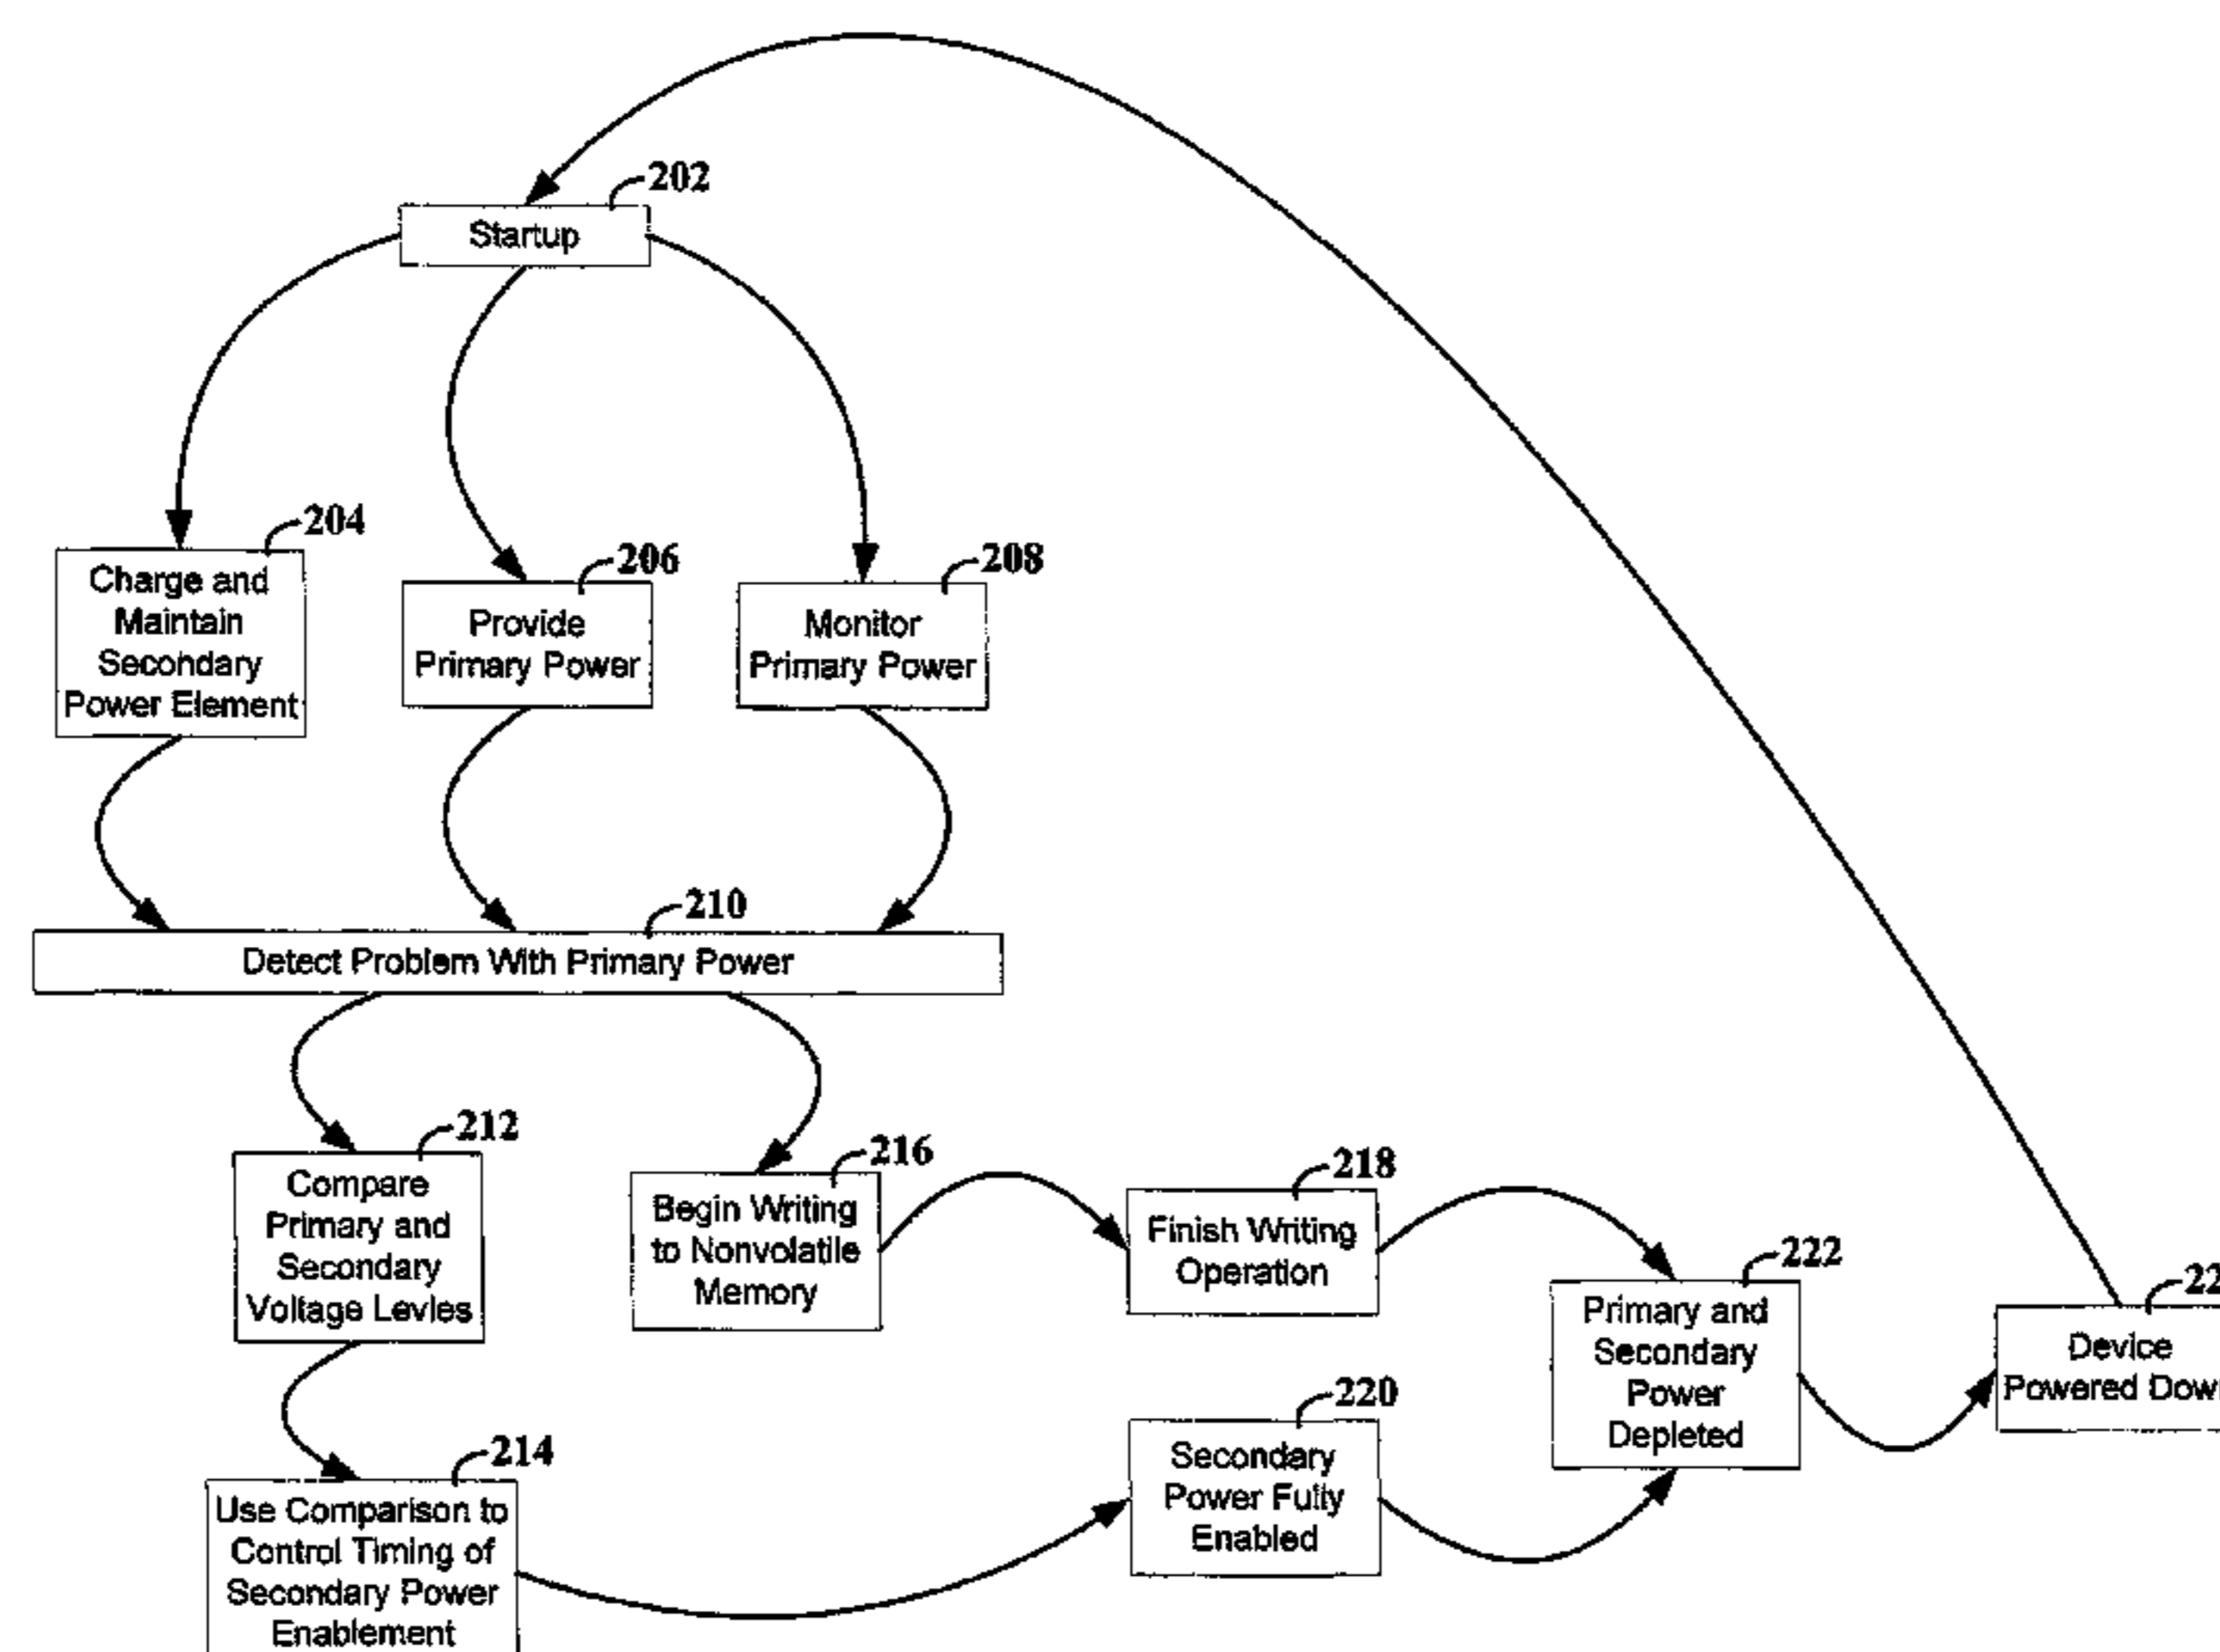 202
Startup
204
Charge and
Maintain
Secondary
Power Element
206
Provide
Primary Power
208
Monitor
Primary Power
210
Detect Problem With Primary Power
212
Compare
Primary and
Secondary
Voltage Levles
216
Begin Writing
to Nonvolatile
Memory
218
Finish Writing
Operation
222
Primary and
Secondary
Power
Depleted
Device
Powered
214
Use Comparison to
Control Timing of
Secondary Power
Enablement
220
Secondary
Power Fully
Enabled